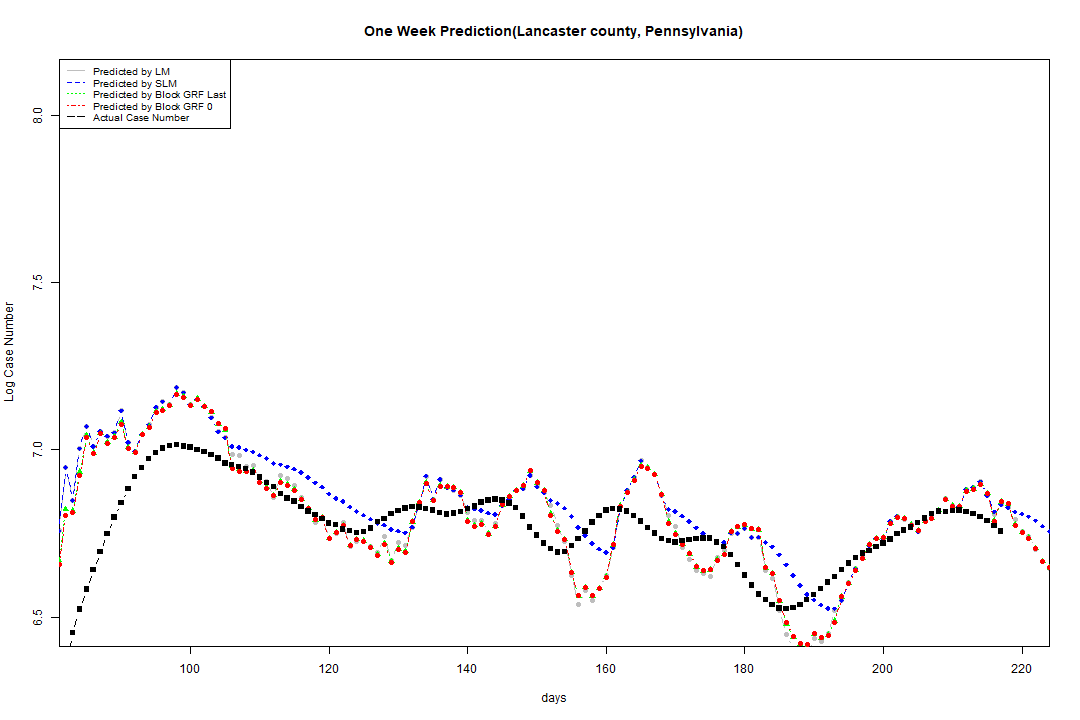 One Week Prediction(Lancaster county, Pennsylvania)
Predicted by LM
Predicted by SLM
Predicted by Block GRF Last
Predicted by Block GRF 0
Actual Case Number
8.0
7.5
7.0
6.5
Log Case Number
100 120 140 160 180 200 220
days